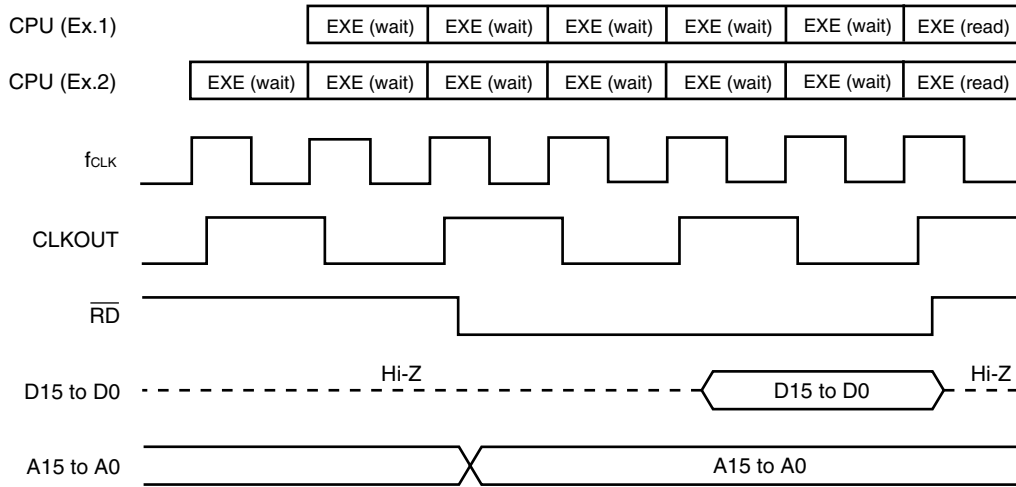 CPU (Ex.1) EXE (wait) EXE (wait) EXE (wait) EXE (wait) EXE (wait) EXE (read)
CPU (Ex.2) EXE (wait) EXE (wait) EXE (wait) EXE (wait) EXE (wait) EXE (wait) EXE (read)
fCLK
CLKOUT
RD
Hi-Z Hi-Z
D15 to D0 D15 to D0
A15 to A0 A15 to A0